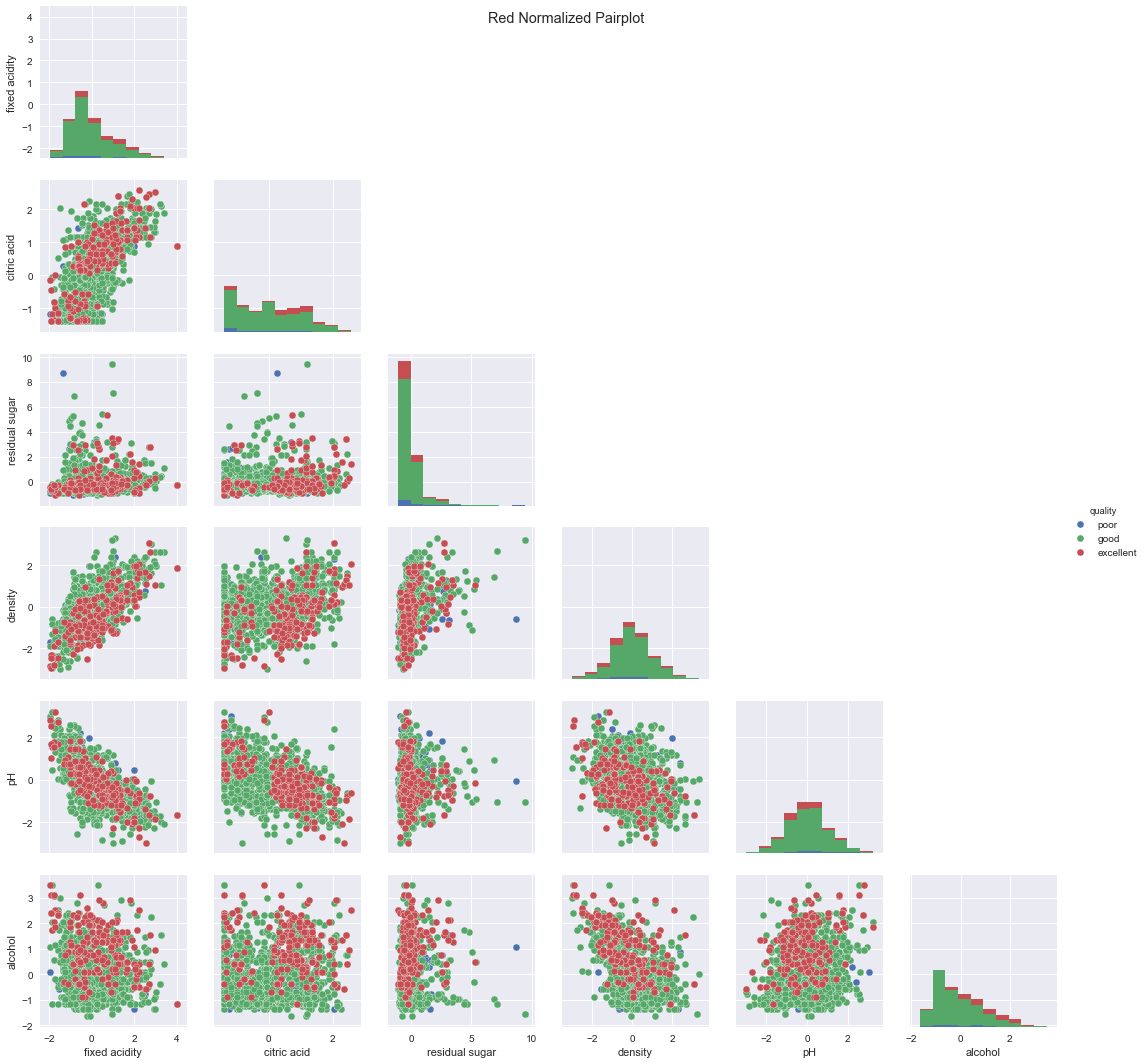 Red Normalized Pairplot
4
3
2
1
0
−1
−2
fixed acidity
2
1
0
−1
citric acid
10
8
6
4
2
0
residual sugar
2
0
−2
density
quality
poor
good
excellent
2
0
−2
pH
3
2
1
0
−1
−2
alcohol
−2 0 2 4
0 2
0 5 10
−2 0 2
−2 0 2
−2 0 2
fixed acidity
citric acid
residual sugar
density
pH
alcohol